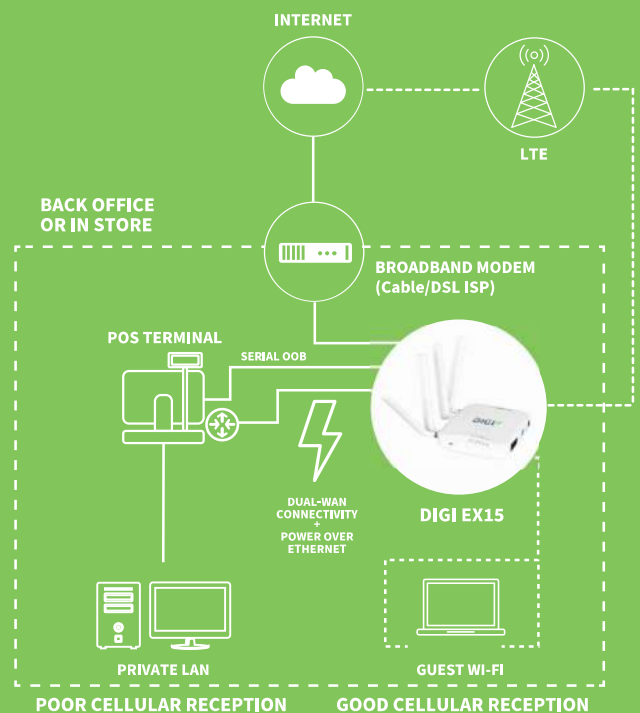 INTERNET
LTE
BACK OFFICE
OR IN STORE
BROADBAND MODEM
(Cable/DSL ISP)
POS TERMINAL
SERIAL OOB
DIGI
DUAL-WAN
CONNECTIVITY
+
POWER OVER
ETHERNET
DIGI EX15
PRIVATE LAN
GUEST WI-FI
POOR CELLULAR RECEPTION
GOOD CELLULAR RECEPTION